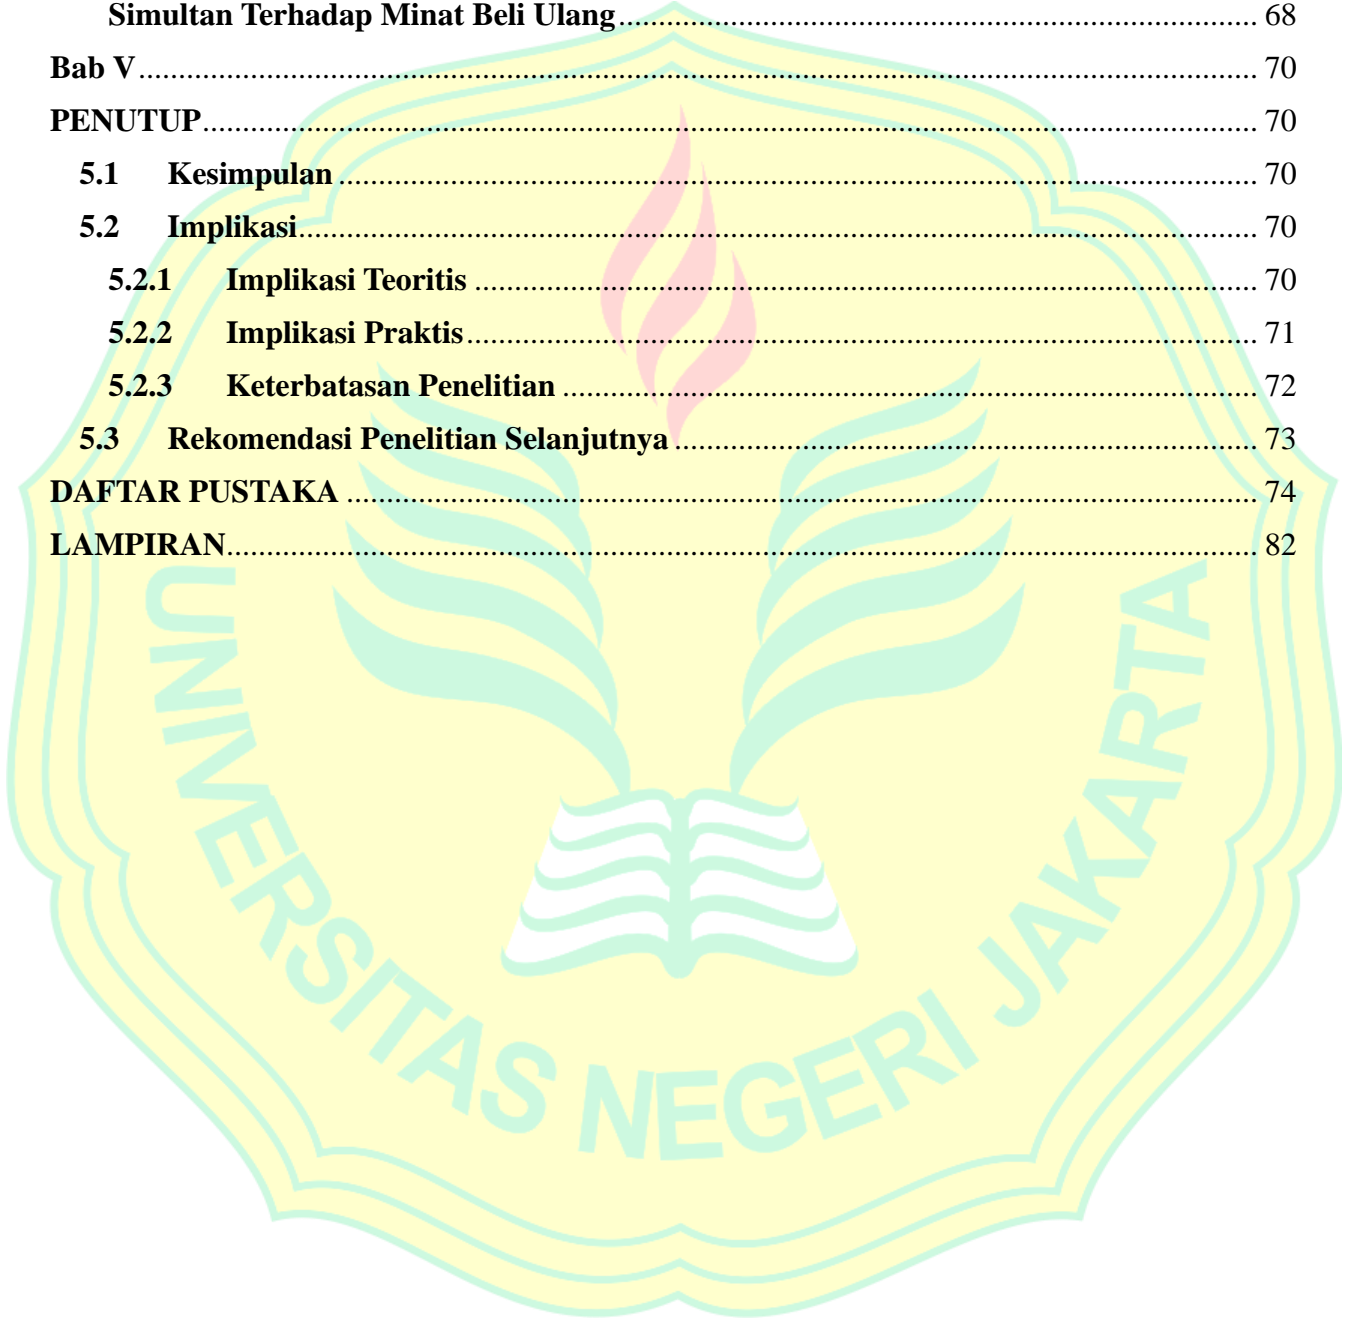 Simultan Terhadap Minat Beli Ulang........................................................................ 68
Bab V........................................................................ 70
PENUTUP........................................................................ 70
5.1 Kesimpulan........................................................................ 70
5.2 Implikasi........................................................................ 70
5.2.1 Implikasi Teoritis........................................................................ 70
5.2.2 Implikasi Praktis........................................................................ 71
5.2.3 Keterbatasan Penelitian........................................................................ 72
5.3 Rekomendasi Penelitian Selanjutnya........................................................................ 73
DAFTAR PUSTAKA........................................................................ 74
LAMPIRAN........................................................................ 82
UNIVERSITAS NEGERI JAKARTA